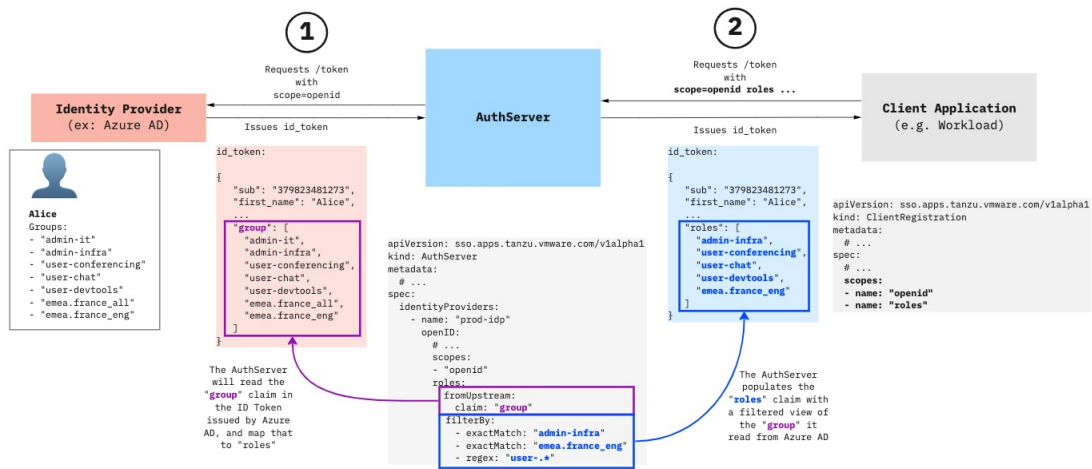 1
2
Requests /token
with
scope=openid
Requests /token
with
scope=openid roles ...
Identity Provider
(ex: Azure AD)
AuthServer
Client Application
(e.g. Workload)
Issues id_token
Issues id_token
Alice
Groups:
- "admin-it"
- "admin-infra"
- "user-conferencing"
- "user-chat"
- "user-devtools"
- "emea.france_all"
- "emea.france_eng"
id_token:
{
"sub": "379823481273",
"first_name": "Alice",
...
"group": [
"admin-it",
"admin-infra",
"user-conferencing",
"user-chat",
"user-devtools",
"emea.france_all",
"emea.france_eng"
]
}
The AuthServer
will read the
"group" claim in
the ID Token
issued by Azure
AD, and map that
to "roles"
apiVersion: sso.apps.tanzu.vmware.com/v1alpha1
kind: AuthServer
metadata:
# ...
spec:
identityProviders:
- name: "prod-idp"
openID:
# ...
scopes:
- "openid"
roles:
fromUpstream:
claim: "group"
filterBy:
- exactMatch: "admin-infra"
- exactMatch: "emea.france_eng"
- regex: "user-.*"
id_token:
{
"sub": "379823481273",
"first_name": "Alice",
...
"roles": [
"admin-infra",
"user-conferencing",
"user-chat",
"user-devtools",
"emea.france_eng"
]
}
The AuthServer
populates the
"roles" claim with
a filtered view of
the "group" it
read from Azure AD
apiVersion: sso.apps.tanzu.vmware.com/v1alpha1
kind: ClientRegistration
metadata:
# ...
spec:
# ...
scopes:
- name: "openid"
- name: "roles"